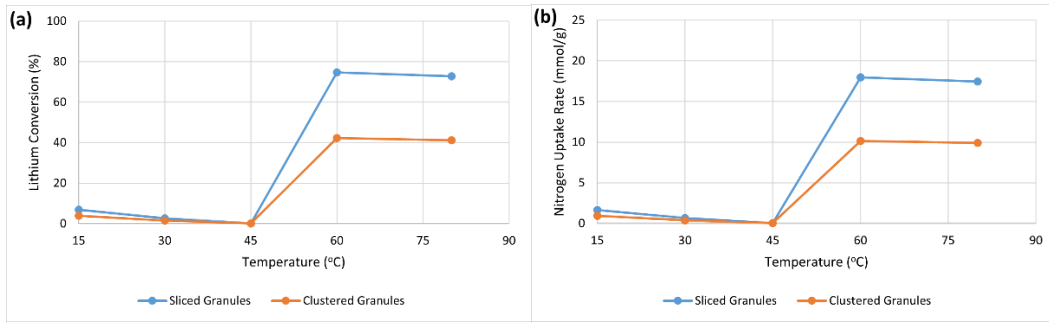 (a)
100
80
60
40
20
0
Lithium Conversion (%)
15 30 45 60 75 90
Temperature (°C)
Sliced Granules Clustered Granules
(b)
25
20
15
10
5
0
Nitrogen Uptake Rate (mmol/g)
15 30 45 60 75 90
Temperature (°C)
Sliced Granules Clustered Granules